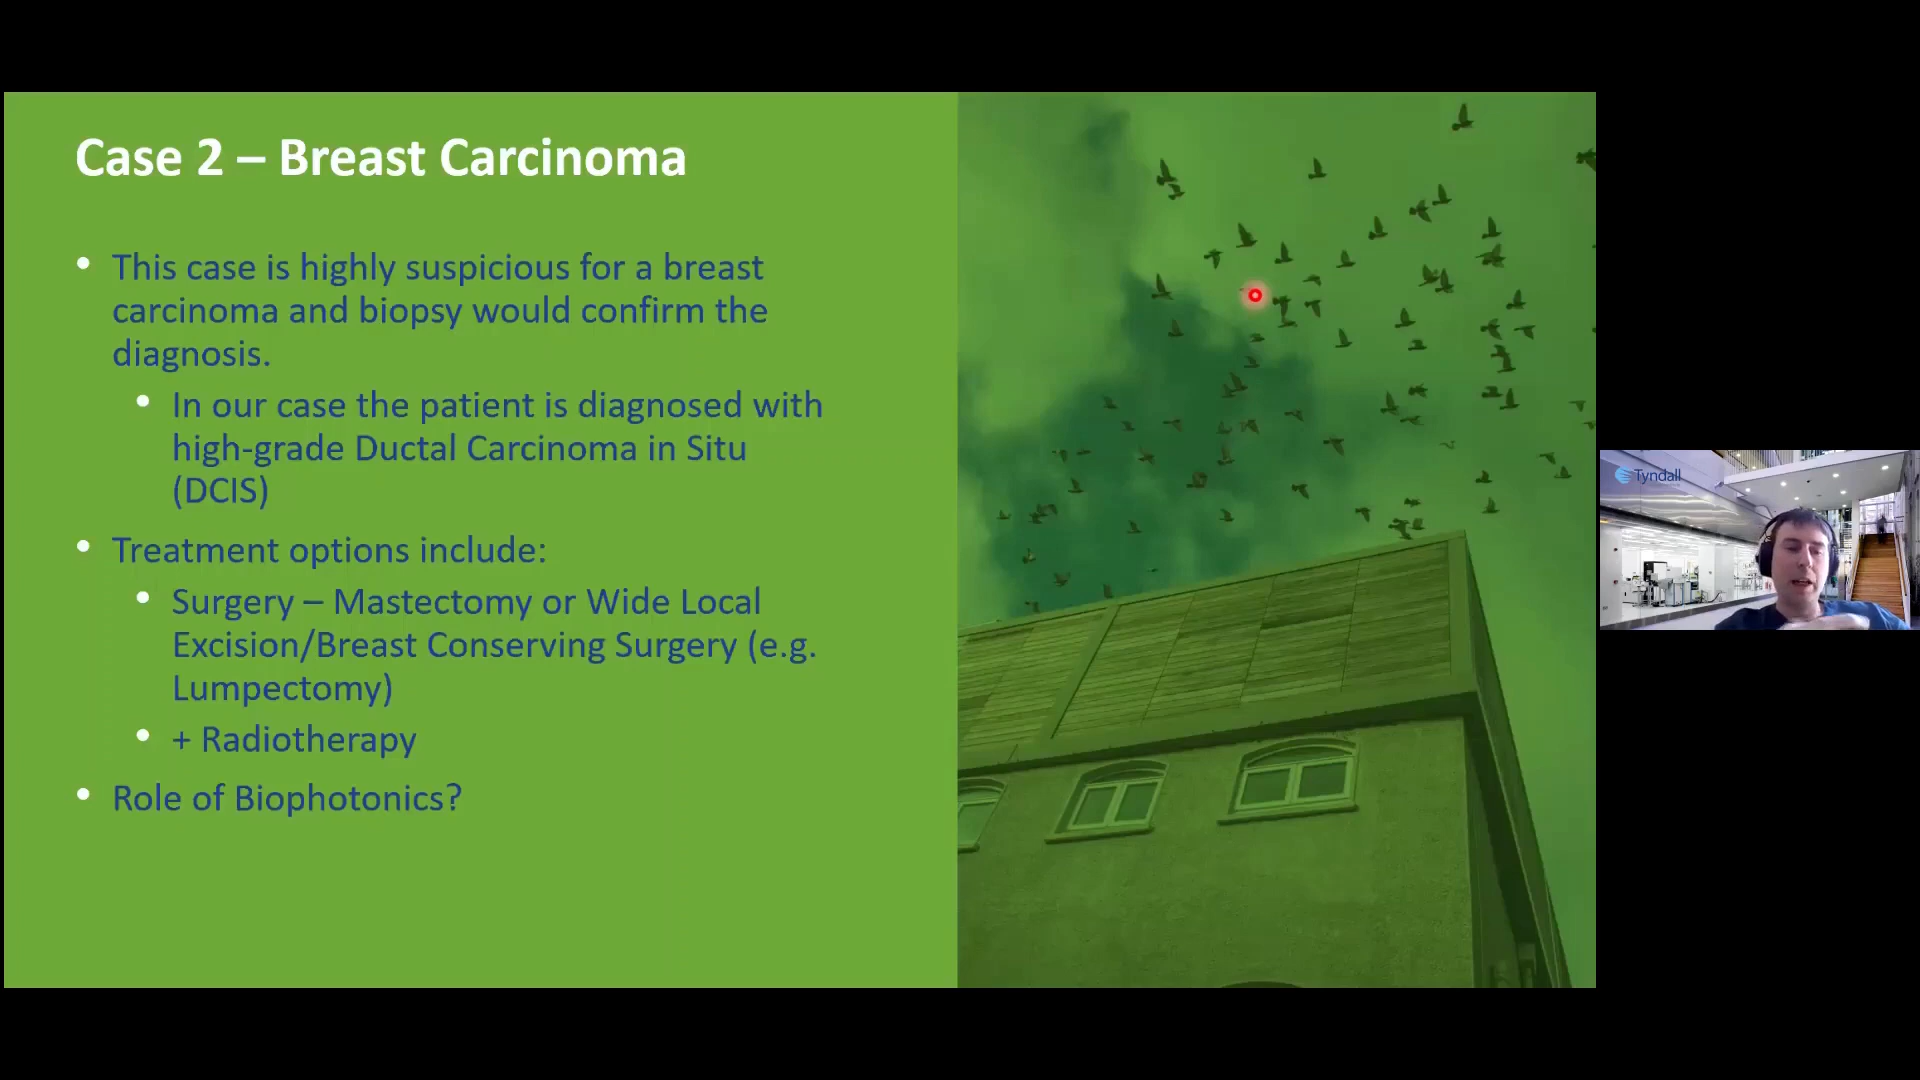 Case 2 – Breast Carcinoma
• This case is highly suspicious for a breast
carcinoma and biopsy would confirm the
diagnosis.
• In our case the patient is diagnosed with
high-grade Ductal Carcinoma in Situ
(DCIS)
• Treatment options include:
• Surgery – Mastectomy or Wide Local
Excision/Breast Conserving Surgery (e.g.
Lumpectomy)
• + Radiotherapy
• Role of Biophotonics?
Tyndall